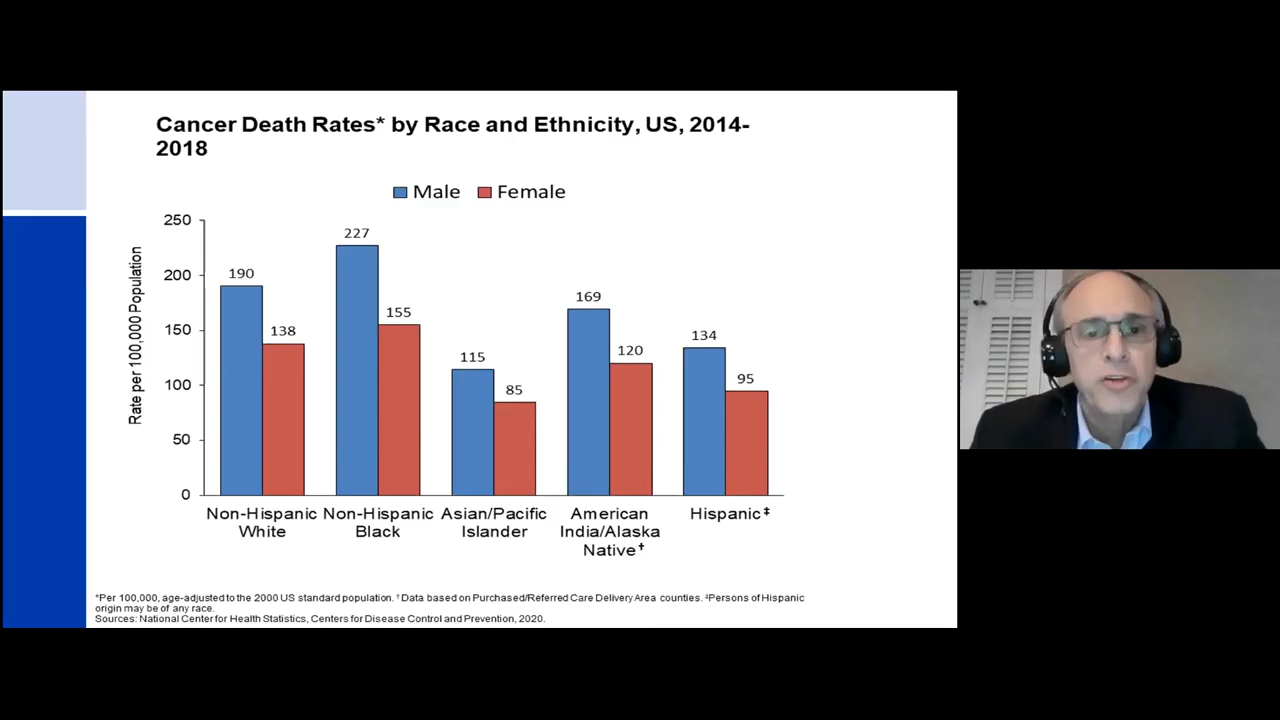 Cancer Death Rates* by Race and Ethnicity, US, 2014-
2018
Male Female
Rate per 100,000 Population
250
200
150
100
50
0
190
138
227
155
115
85
169
120
134
95
Non-Hispanic
White
Non-Hispanic
Black
Asian/Pacific
Islander
American
India/Alaska
Native†
Hispanic‡
*Per 100,000, age-adjusted to the 2000 US standard population. †Data based on Purchased/Referred Care Delivery Area counties. ‡Persons of Hispanic
origin may be of any race.
Sources: National Center for Health Statistics, Centers for Disease Control and Prevention, 2020.